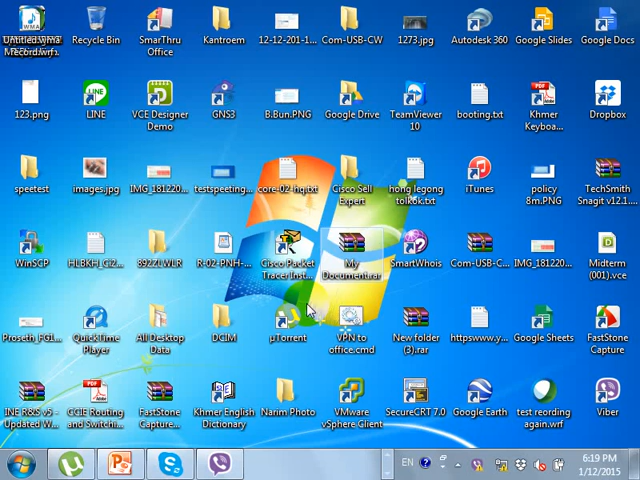 Recycle Bin
SmarThru
Office
Kantroem
12-12-201-1...
Com-USB-CW
1273.jpg
Autodesk 360
Google Slides
Google Docs
123.png
LINE
VCE Designer
Demo
GNS3
B.Bun.PNG
Google Drive
TeamViewer
10
booting.txt
Khmer
Keyboa...
Dropbox
speetest
images.jpg
IMG_181220...
testspeeting...
core-02-hq.txt
Cisco Sell
Expert
hong legong
tolkok.txt
iTunes
policy
8m.PNG
TechSmith
Snagit v12.1....
WinSCP
HLBKH_Ci2...
892ZLWLR
R-02-PNH-...
Cisco Packet
Tracer Inst...
My
Document.rar
SmartWhois
Com-USB-C...
IMG_181220...
Midterm
(001).vce
Proseth_FG1...
QuickTime
Player
All Desktop
Data
DCIM
µTorrent
VPN to
office.cmd
New folder
(3).rar
httpswww.y...
Google Sheets
FastStone
Capture
INE R&S v5 -
Updated W...
CCIE Routing
and Switchi...
FastStone
Capture...
Khmer English
Dictionary
Narim Photo
VMware
vSphere Client
SecureCRT 7.0
Google Earth
test reording
again.wrf
Viber
EN
6:19 PM
1/12/2015